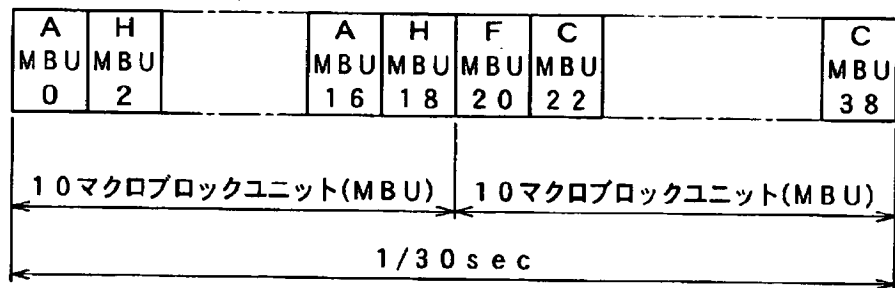 A H A H F C C
MBU MBU MBU MBU MBU MBU MBU
0 2 16 18 20 22 38
10マクロブロックユニット(MBU) 10マクロブロックユニット(MBU)
1/30sec